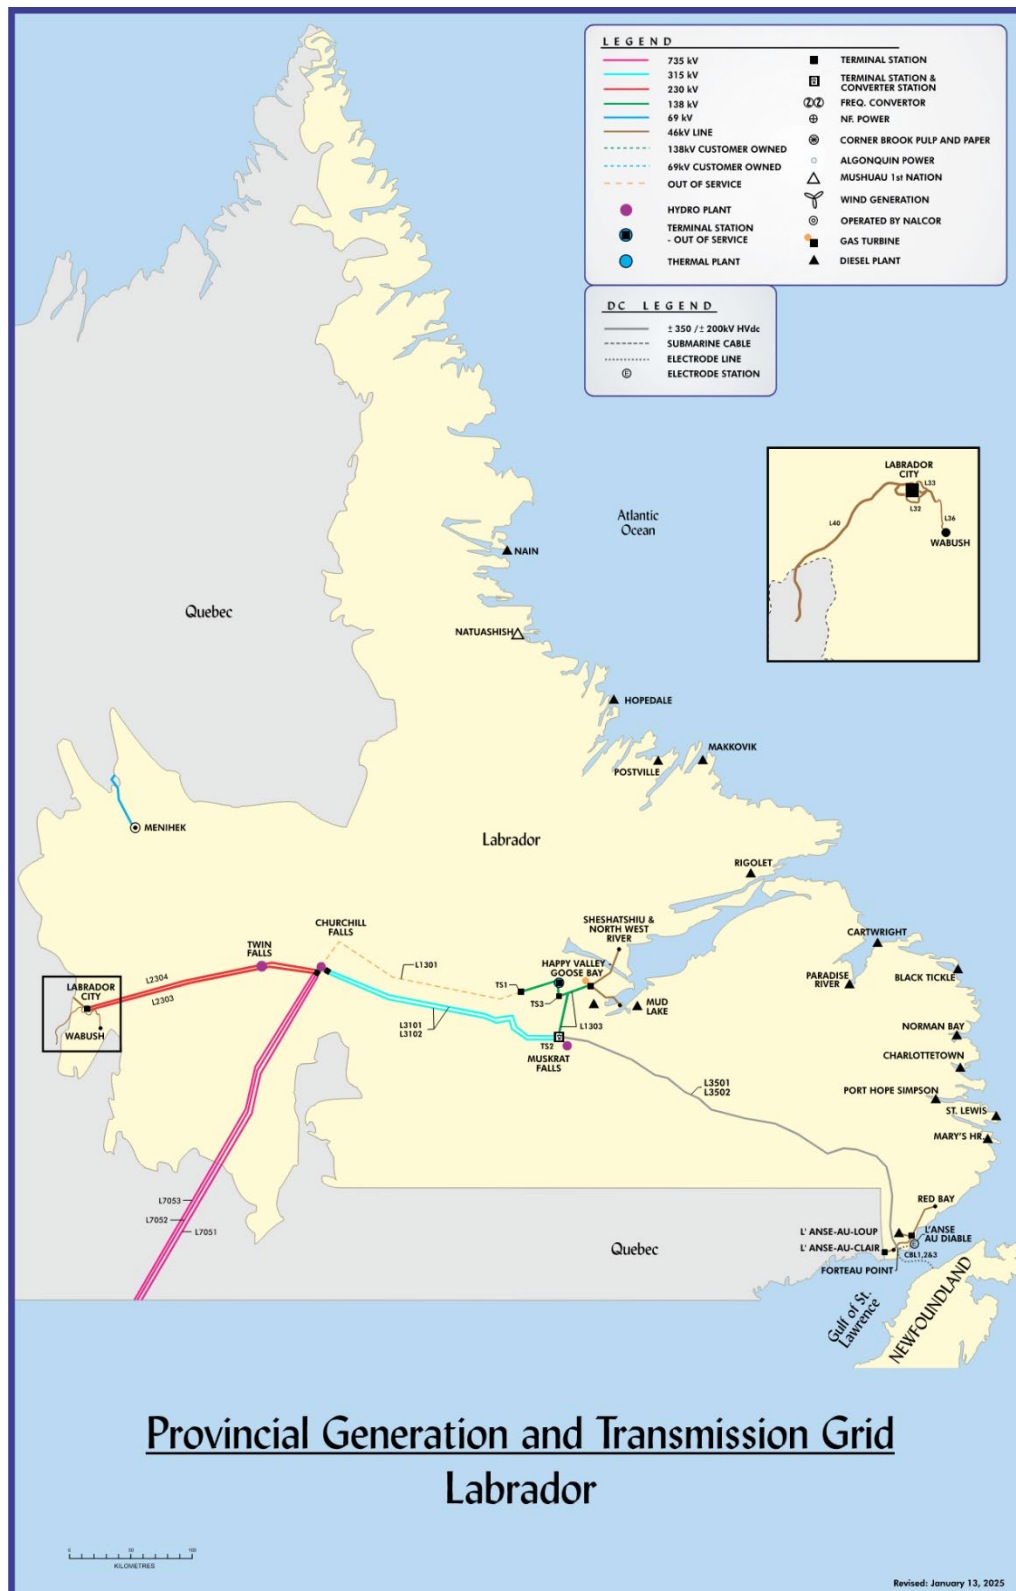 LEGEND
735 kV
315 kV
230 kV
138 kV
69 kV
46kV LINE
138kV CUSTOMER OWNED
69kV CUSTOMER OWNED
OUT OF SERVICE
HYDRO PLANT
TERMINAL STATION
- OUT OF SERVICE
THERMAL PLANT
TERMINAL STATION
TERMINAL STATION &
CONVERTER STATION
FREQ. CONVERTOR
NF. POWER
CORNER BROOK PULP AND PAPER
ALGONQUIN POWER
MUSHUAU 1st NATION
WIND GENERATION
OPERATED BY NALCOR
GAS TURBINE
DIESEL PLANT
DC LEGEND
± 350 /± 200kV HVdc
SUBMARINE CABLE
ELECTRODE LINE
E
ELECTRODE STATION
LABRADOR
CITY
L33
L32
L40
L36
WABUSH
Atlantic
Ocean
NAIN
Quebec
NATUASHISH
HOPEDALE
MAKKOVIK
POSTVILLE
MENIHEK
Labrador
RIGOLET
SHESHATSHIU &
NORTH WEST
RIVER
CHURCHILL
FALLS
TWIN
FALLS
CARTWRIGHT
L1301
HAPPY VALLEY -
GOOSE BAY
PARADISE
RIVER
BLACK TICKLE
L2304
L2303
LABRADOR
CITY
WABUSH
TS1
TS3
MUD
LAKE
L3101
L3102
L1303
TS2
MUSKRAT
FALLS
NORMAN BAY
CHARLOTTETOWN
L3501
L3502
PORT HOPE SIMPSON
ST. LEWIS
MARY'S HR.
L7053
L7052
L7051
RED BAY
L' ANSE-AU-LOUP
L'ANSE
AU DIABLE
E
L' ANSE-AU-CLAIR
CBL1,2&3
FORTEAU POINT
Quebec
Gulf of St.
Lawrence
NEWFOUNDLAND
Provincial Generation and Transmission Grid
Labrador
0 50 100
KILOMETRES
Revised: January 13, 2025